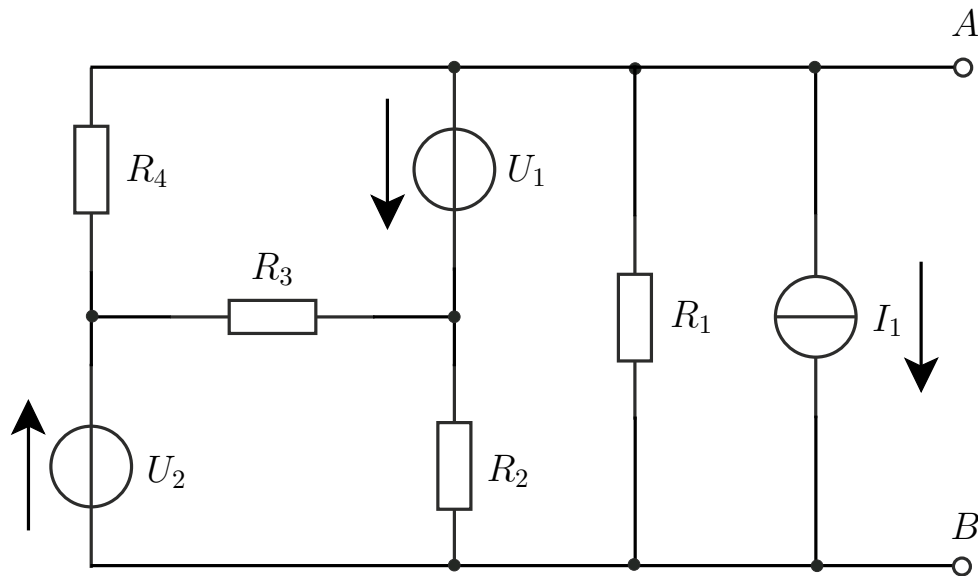 A
R₄
U₁
R₃
R₁
I₁
U₂
R₂
B